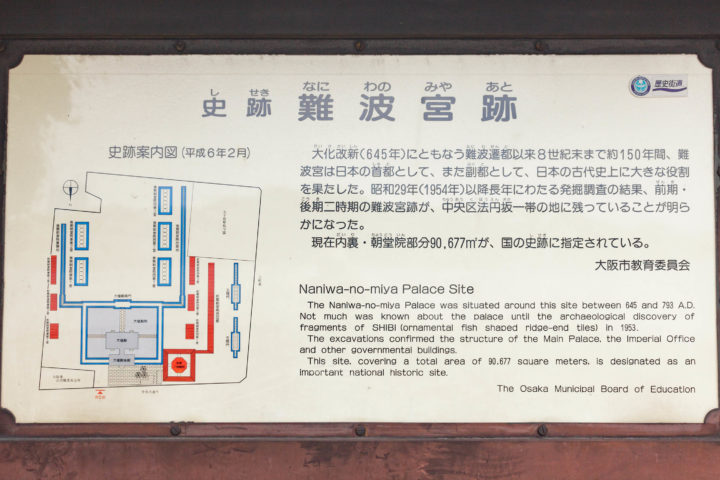 歴史街道
し せき なに わの みや あと
史跡 難波宮跡
史跡案内図(平成6年2月)
大化改新(645年)にともなう難波遷都以来8世紀末まで約150年間、難
波宮は日本の首都として、また副都として、日本の古代史上に大きな役割
を果たした。昭和29年(1954年)以降長年にわたる発掘調査の結果、前期・
後期二時期の難波宮跡が、中央区法円坂一帯の地に残っていることが明ら
かになった。
現在内裏・朝堂院部分90,677㎡が、国の史跡に指定されている。
大阪市教育委員会
Naniwa-no-miya Palace Site
The Naniwa-no-miya Palace was situated around this site between 645 and 793 A.D.
Not much was known about the palace until the archaeological discovery of
fragments of SHIBI (ornamental fish shaped ridge-end tiles) in 1953.
The excavations confirmed the structure of the Main Palace, the Imperial Office
and other governmental buildings.
This site, covering a total area of 90,677 square meters, is designated as an
important national historic site.
The Osaka Municipal Board of Education